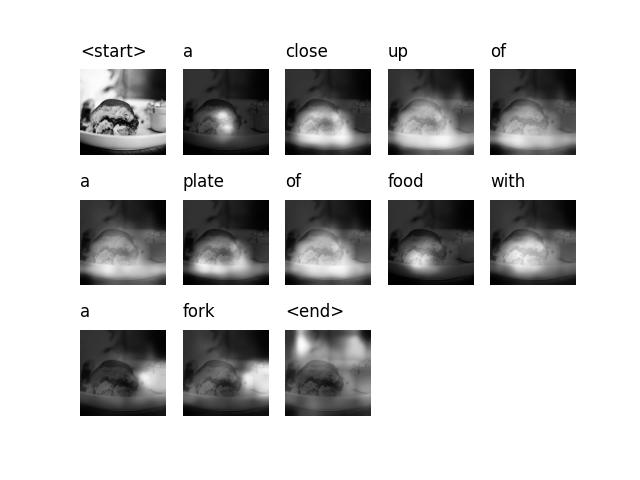 <start> a close up of
a plate of food with
a fork <end>